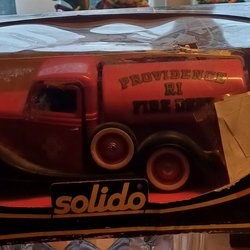 PROVIDENCE
RI
FIRE DEPT
solido